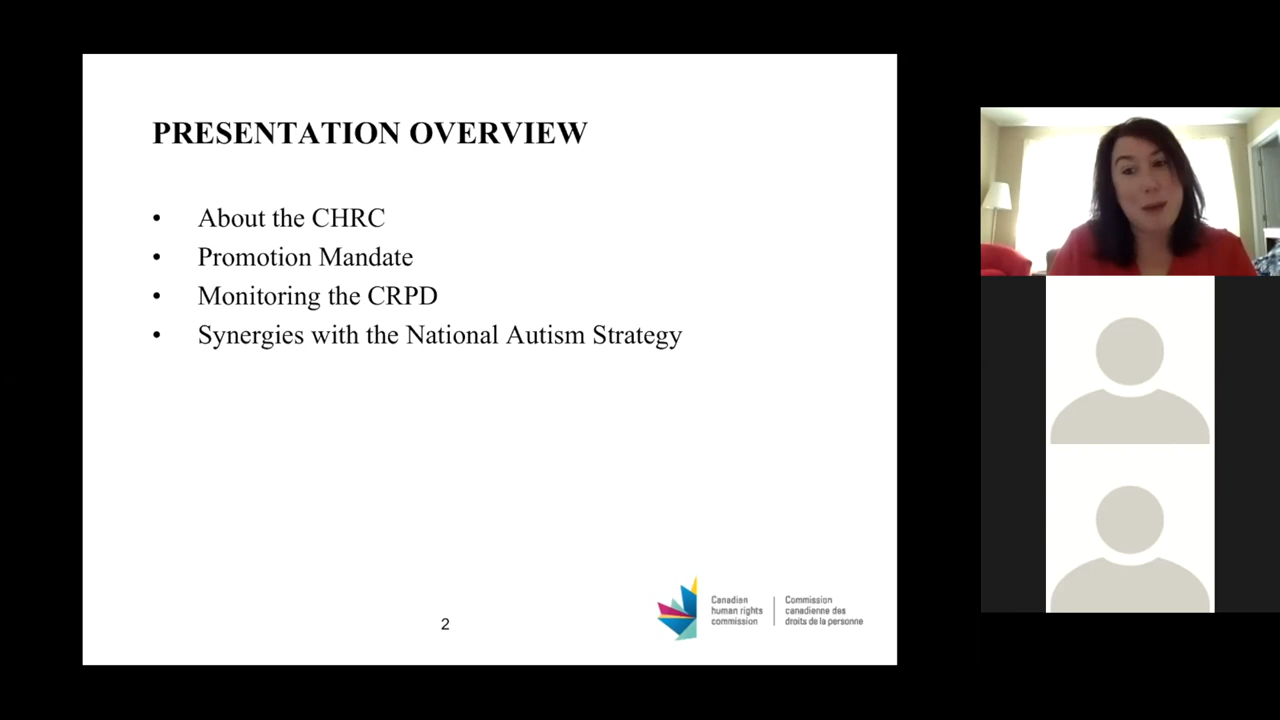 PRESENTATION OVERVIEW
• About the CHRC
• Promotion Mandate
• Monitoring the CRPD
• Synergies with the National Autism Strategy
2
Canadian
human rights
commission
Commission
canadienne des
droits de la personne